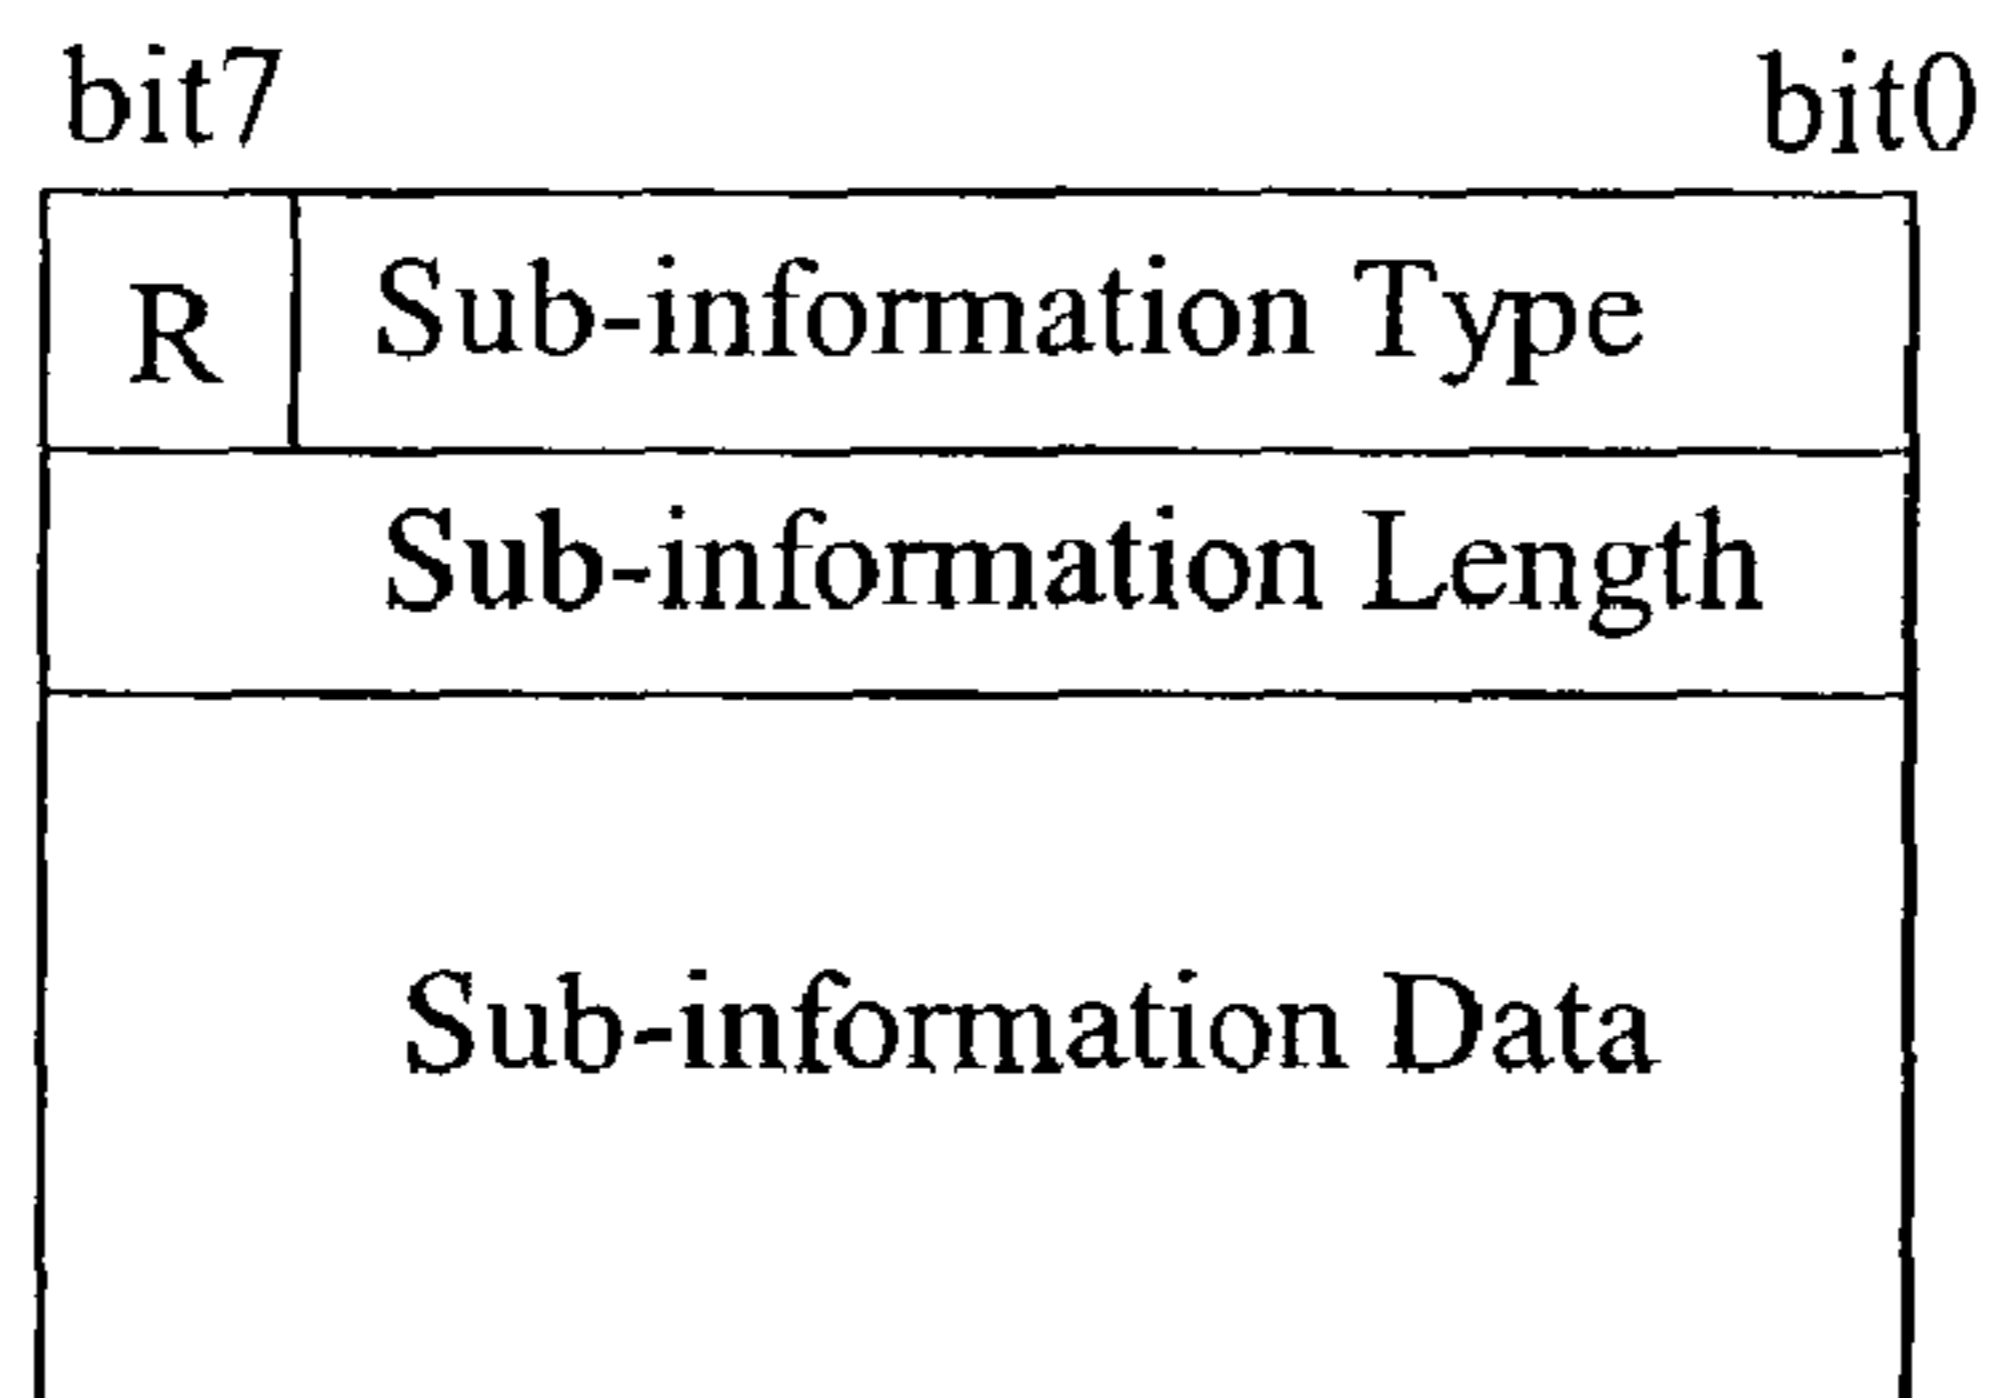 bit7 bit0
R Sub-information Type
Sub-information Length
Sub-information Data